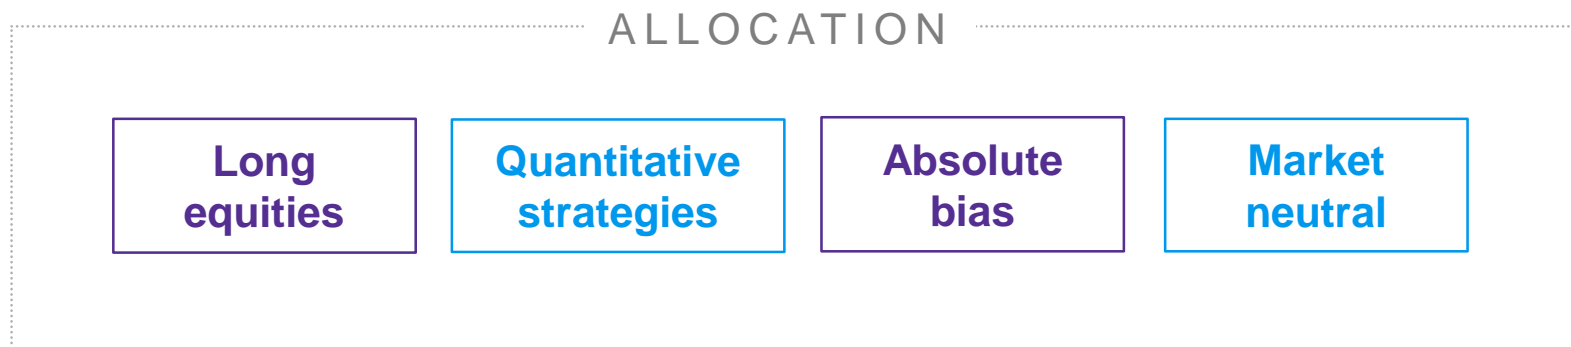 ALLOCATION
Long
equities
Quantitative
strategies
Absolute
bias
Market
neutral